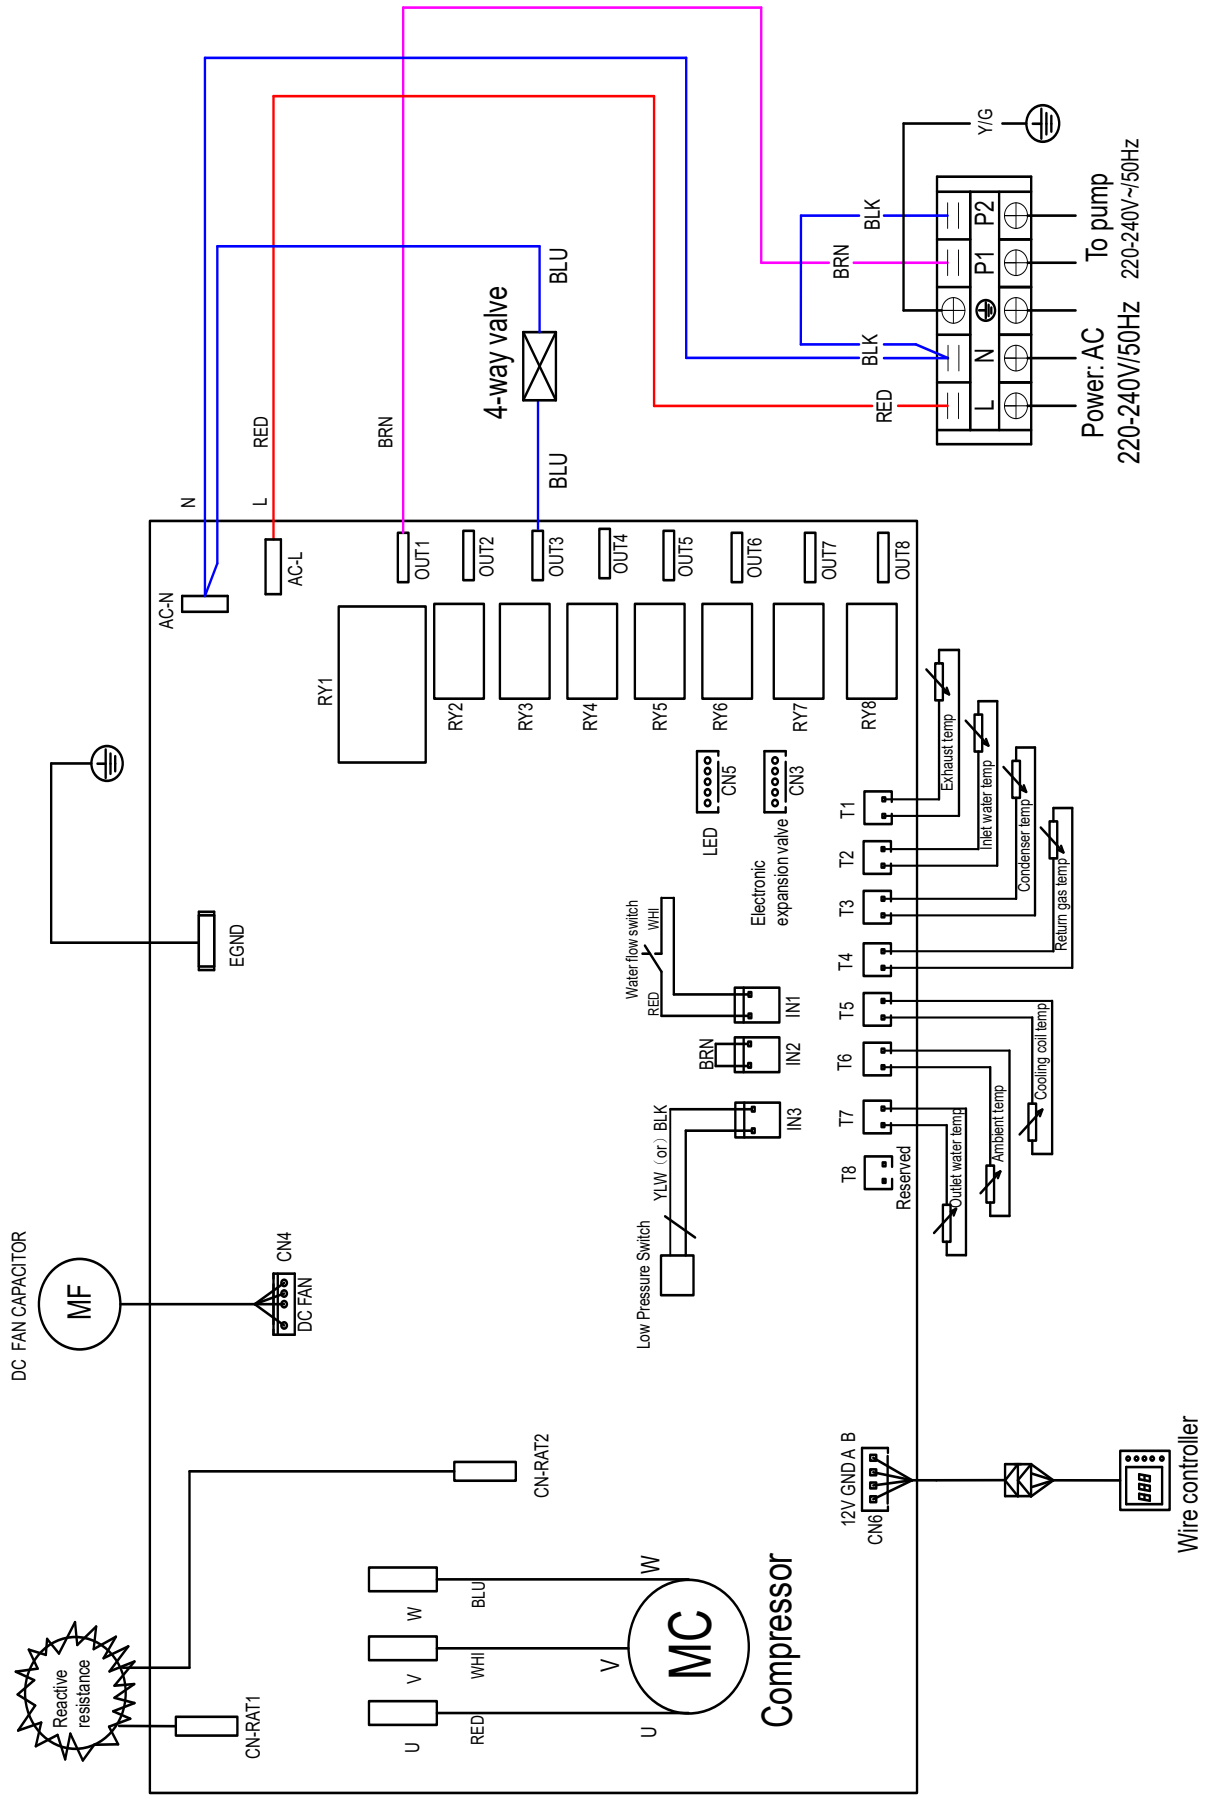 DC FAN CAPACITOR
MF
CN4
DC FAN
Reactive
resistance
CN-RAT1
CN-RAT2
U
V
W
RED
WHI
BLU
U
V
W
MC
Compressor
EGND
AC-N
N
AC-L
L
RED
BRN
4-way valve
BLU
BLU
OUT1
OUT2
OUT3
OUT4
OUT5
OUT6
OUT7
OUT8
RY1
RY2
RY3
RY4
RY5
RY6
RY7
RY8
LED
CN5
Electronic
expansion valve
CN3
Water flow switch
RED
WHI
IN1
BRN
IN2
YLW（or）BLK
IN3
Low Pressure Switch
T1
T2
T3
T4
T5
T6
T7
T8
Reserved
Exhaust temp
Inlet water temp
Condenser temp
Return gas temp
Cooling coil temp
Ambient temp
Outlet water temp
12V GND A B
CN6
888
Wire controller
Y/G
BLK
BRN
BLK
RED
L
N
P1
P2
Power: AC
220-240V/50Hz
To pump
220-240V~/50Hz